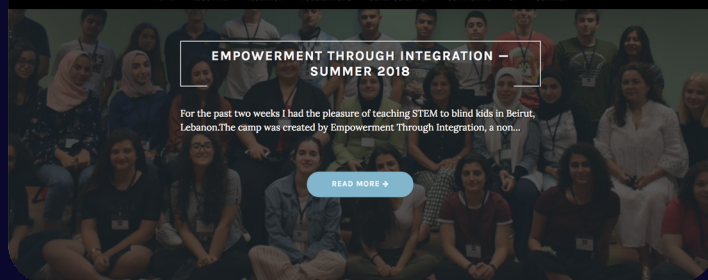 EMPOWERMENT THROUGH INTEGRATION —
SUMMER 2018
For the past two weeks I had the pleasure of teaching STEM to blind kids in Beirut,
Lebanon.The camp was created by Empowerment Through Integration, a non...
READ MORE →